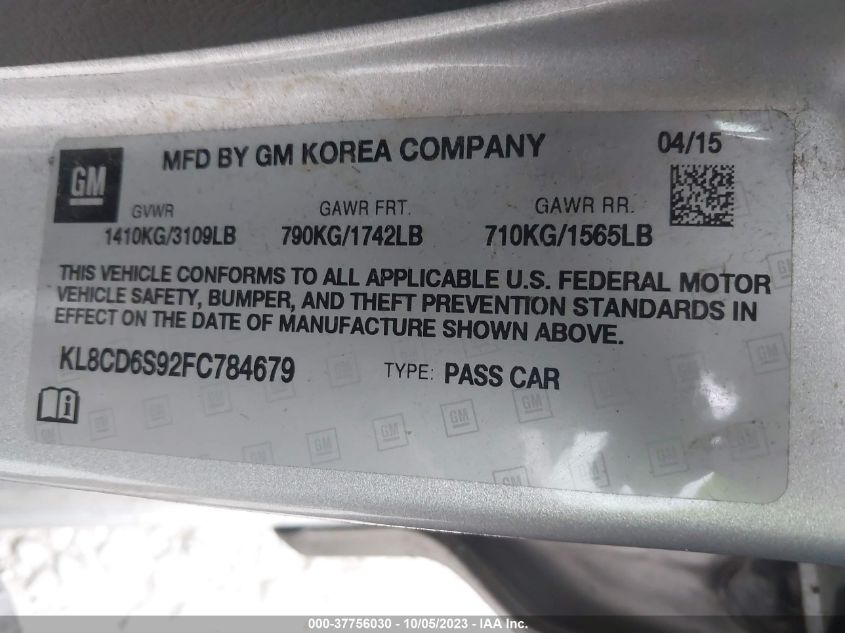 MFD BY GM KOREA COMPANY 04/15
GM
GVWR GAWR FRT. GAWR RR.
1410KG/3109LB 790KG/1742LB 710KG/1565LB
THIS VEHICLE CONFORMS TO ALL APPLICABLE U.S. FEDERAL MOTOR
VEHICLE SAFETY, BUMPER, AND THEFT PREVENTION STANDARDS IN
EFFECT ON THE DATE OF MANUFACTURE SHOWN ABOVE.
KL8CD6S92FC784679 TYPE: PASS CAR
000-37756030 - 10/05/2023 - IAA Inc.